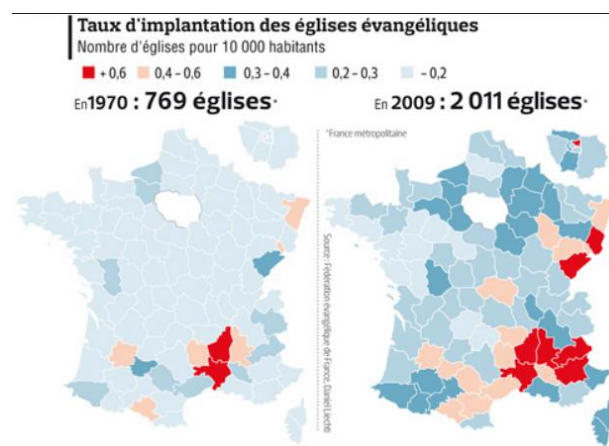 Taux d'implantation des églises évangéliques
Nombre d'églises pour 10 000 habitants
+ 0,6 0,4 – 0,6 0,3 – 0,4 0,2 – 0,3 – 0,2
En 1970 : 769 églises*
En 2009 : 2 011 églises*
*France métropolitaine
Source : Fédération évangélique de France, Daniel Liechti